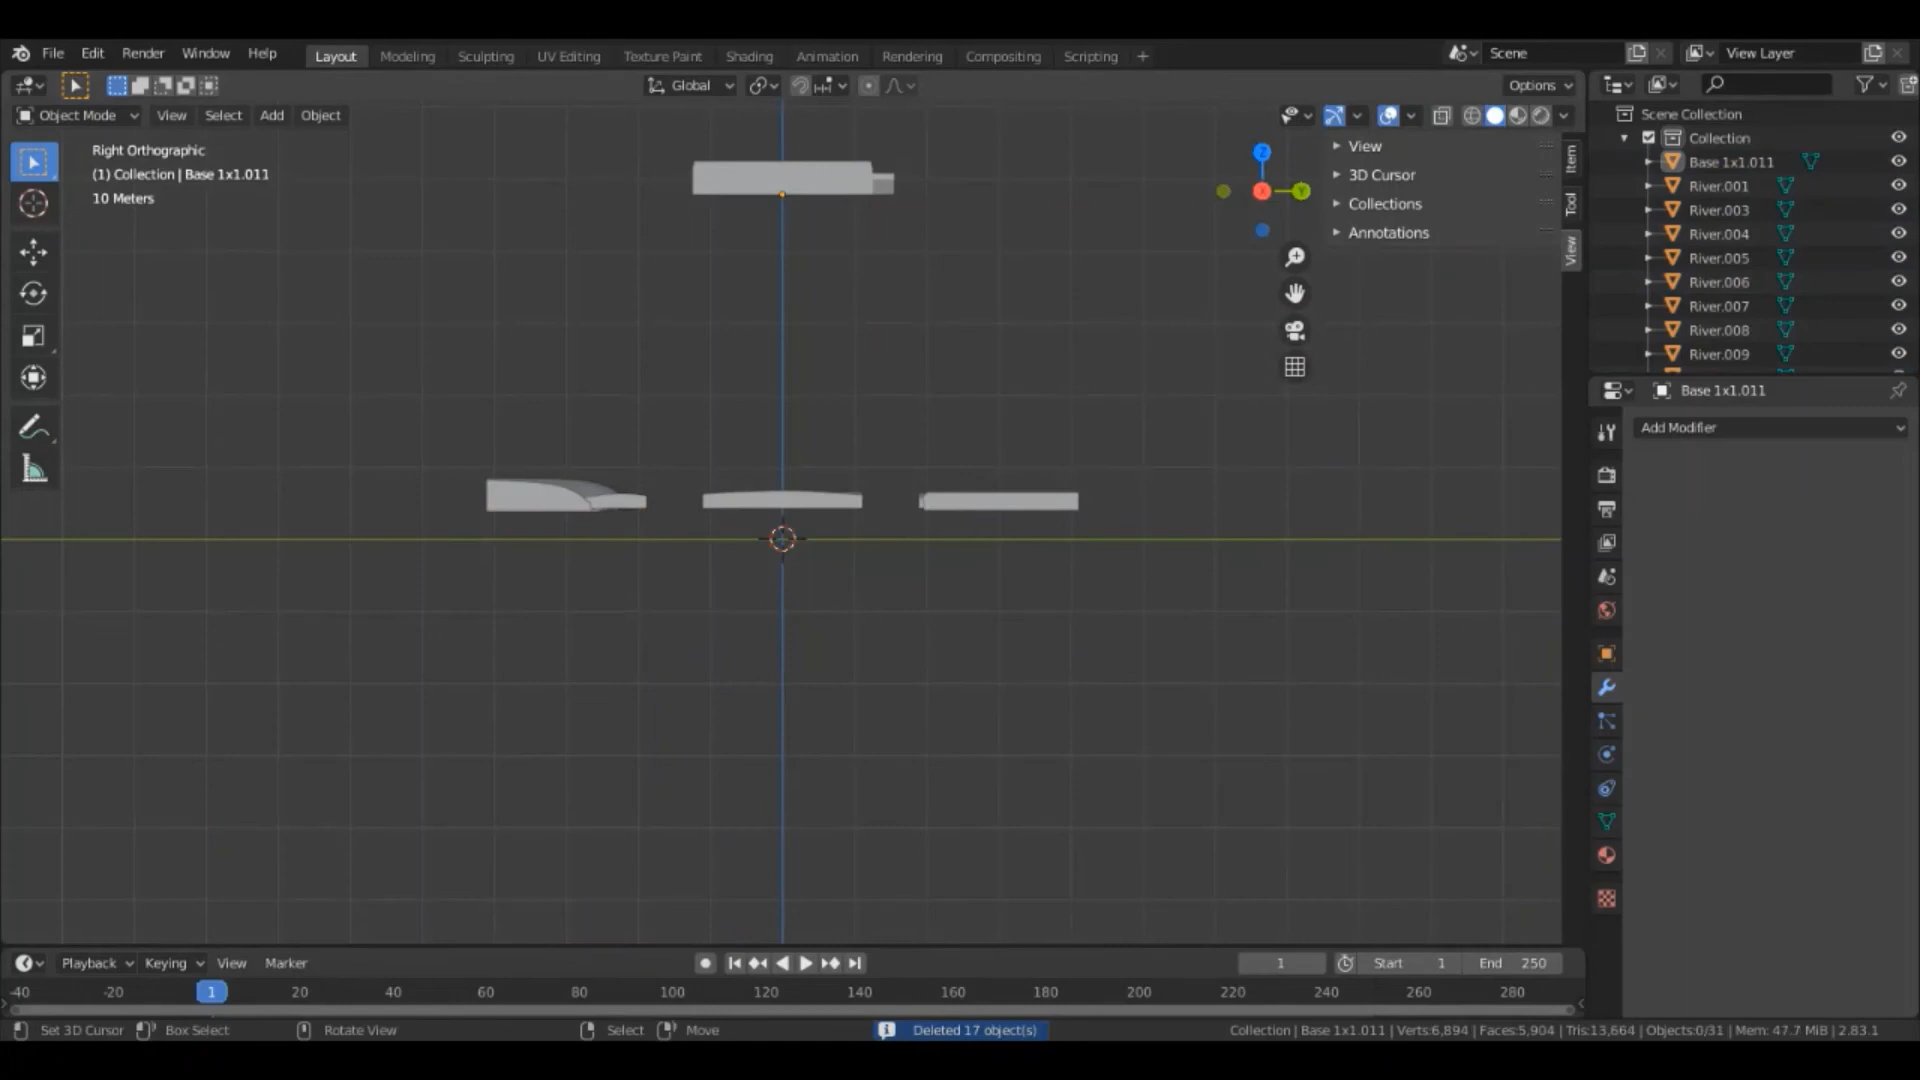 File Edit Render Window Help Layout Modeling Sculpting UV Editing Texture Paint Shading Animation Rendering Compositing Scripting + Scene View Layer
Global Options
Object Mode View Select Add Object
Right Orthographic
(1) Collection | Base 1x1.011
10 Meters
Z
X
Y
View
3D Cursor
Collections
Annotations
Item
Tool
View
Scene Collection
Collection
Base 1x1.011
River.001
River.003
River.004
River.005
River.006
River.007
River.008
River.009
Base 1x1.011
Add Modifier
Playback Keying View Marker 1 Start 1 End 250
-40 -20 1 20 40 60 80 100 120 140 160 180 200 220 240 260 280
Set 3D Cursor Box Select Rotate View Select Move Deleted 17 object(s) Collection | Base 1x1.011 | Verts:6,894 | Faces:5,904 | Tris:13,664 | Objects:0/31 | Mem: 47.7 MiB | 2.83.1